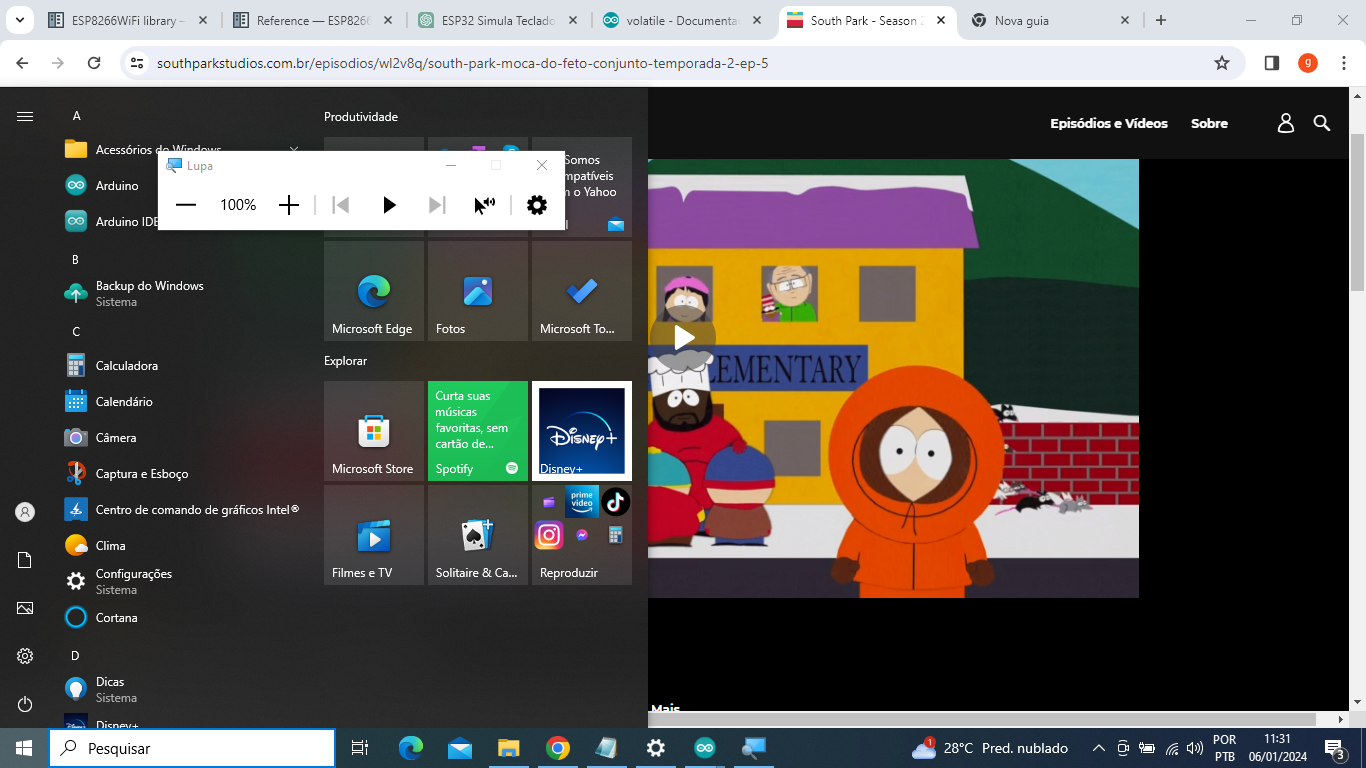 ESP8266WiFi library —
Reference — ESP8266
ESP32 Simula Teclado
volatile - Documenta
South Park - Season
Nova guia
southparkstudios.com.br/episodios/wl2v8q/south-park-moca-do-feto-conjunto-temporada-2-ep-5
g
Episódios e Vídeos
Sobre
A
Acessórios do Windows
Arduino
Arduino IDE
B
Backup do Windows
Sistema
C
Calculadora
Calendário
Câmera
Captura e Esboço
Centro de comando de gráficos Intel®
Clima
Configurações
Sistema
Cortana
D
Dicas
Sistema
Disney+
Produtividade
Lupa
100%
Somos
mpatíveis
o Yahoo
Microsoft Edge
Fotos
Microsoft To...
Explorar
Microsoft Store
Curta suas
músicas
favoritas, sem
cartão de...
Spotify
Disney+
Disney+
Filmes e TV
Solitaire & Ca...
prime
video
Reproduzir
LEMENTARY
Mais
Pesquisar
1
28°C Pred. nublado
POR
PTB
11:31
06/01/2024
3